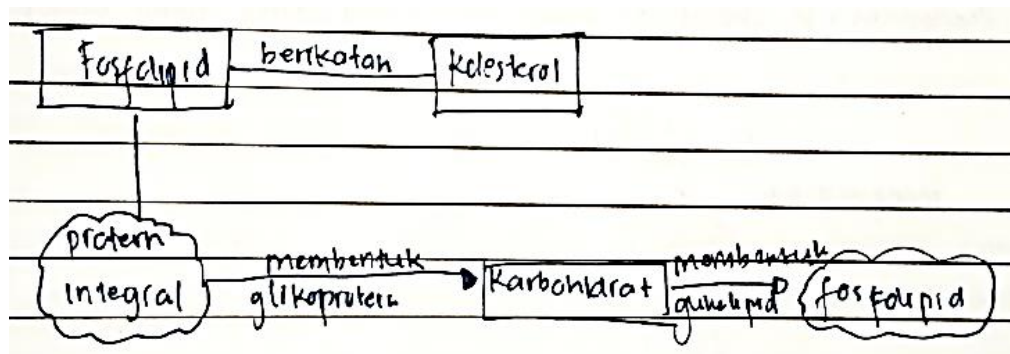 Fosfolipid berikatan Kolesterol
protein
integral
membentuk
glikoprotein
Karbohidrat
membentuk
glikolipid
fosfolipid